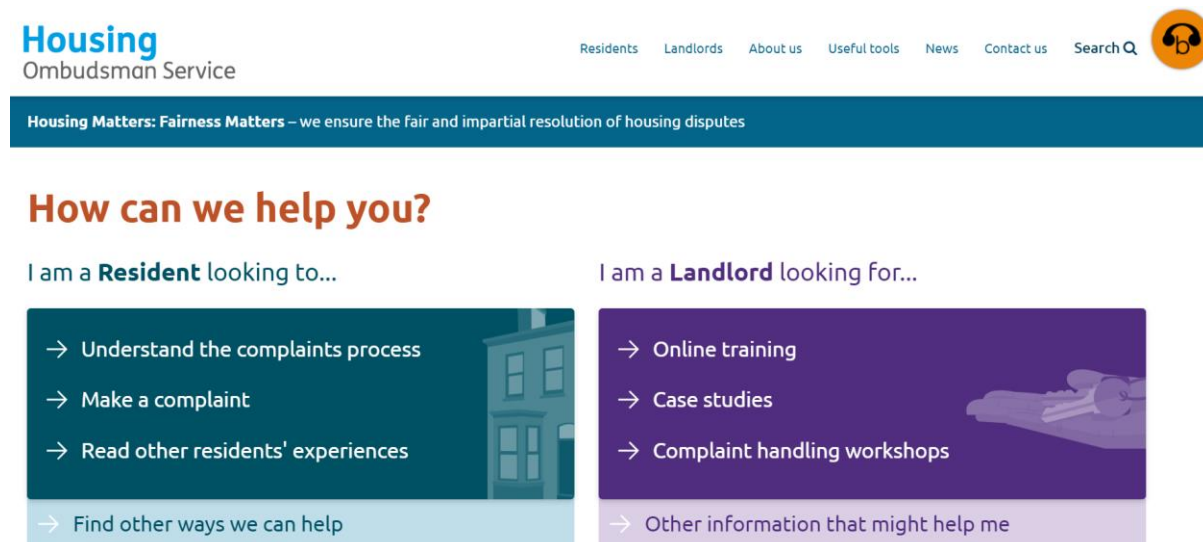 Housing
Ombudsman Service
Residents Landlords About us Useful tools News Contact us Search
b
Housing Matters: Fairness Matters – we ensure the fair and impartial resolution of housing disputes
How can we help you?
I am a Resident looking to...
→ Understand the complaints process
→ Make a complaint
→ Read other residents' experiences
→ Find other ways we can help
I am a Landlord looking for...
→ Online training
→ Case studies
→ Complaint handling workshops
→ Other information that might help me